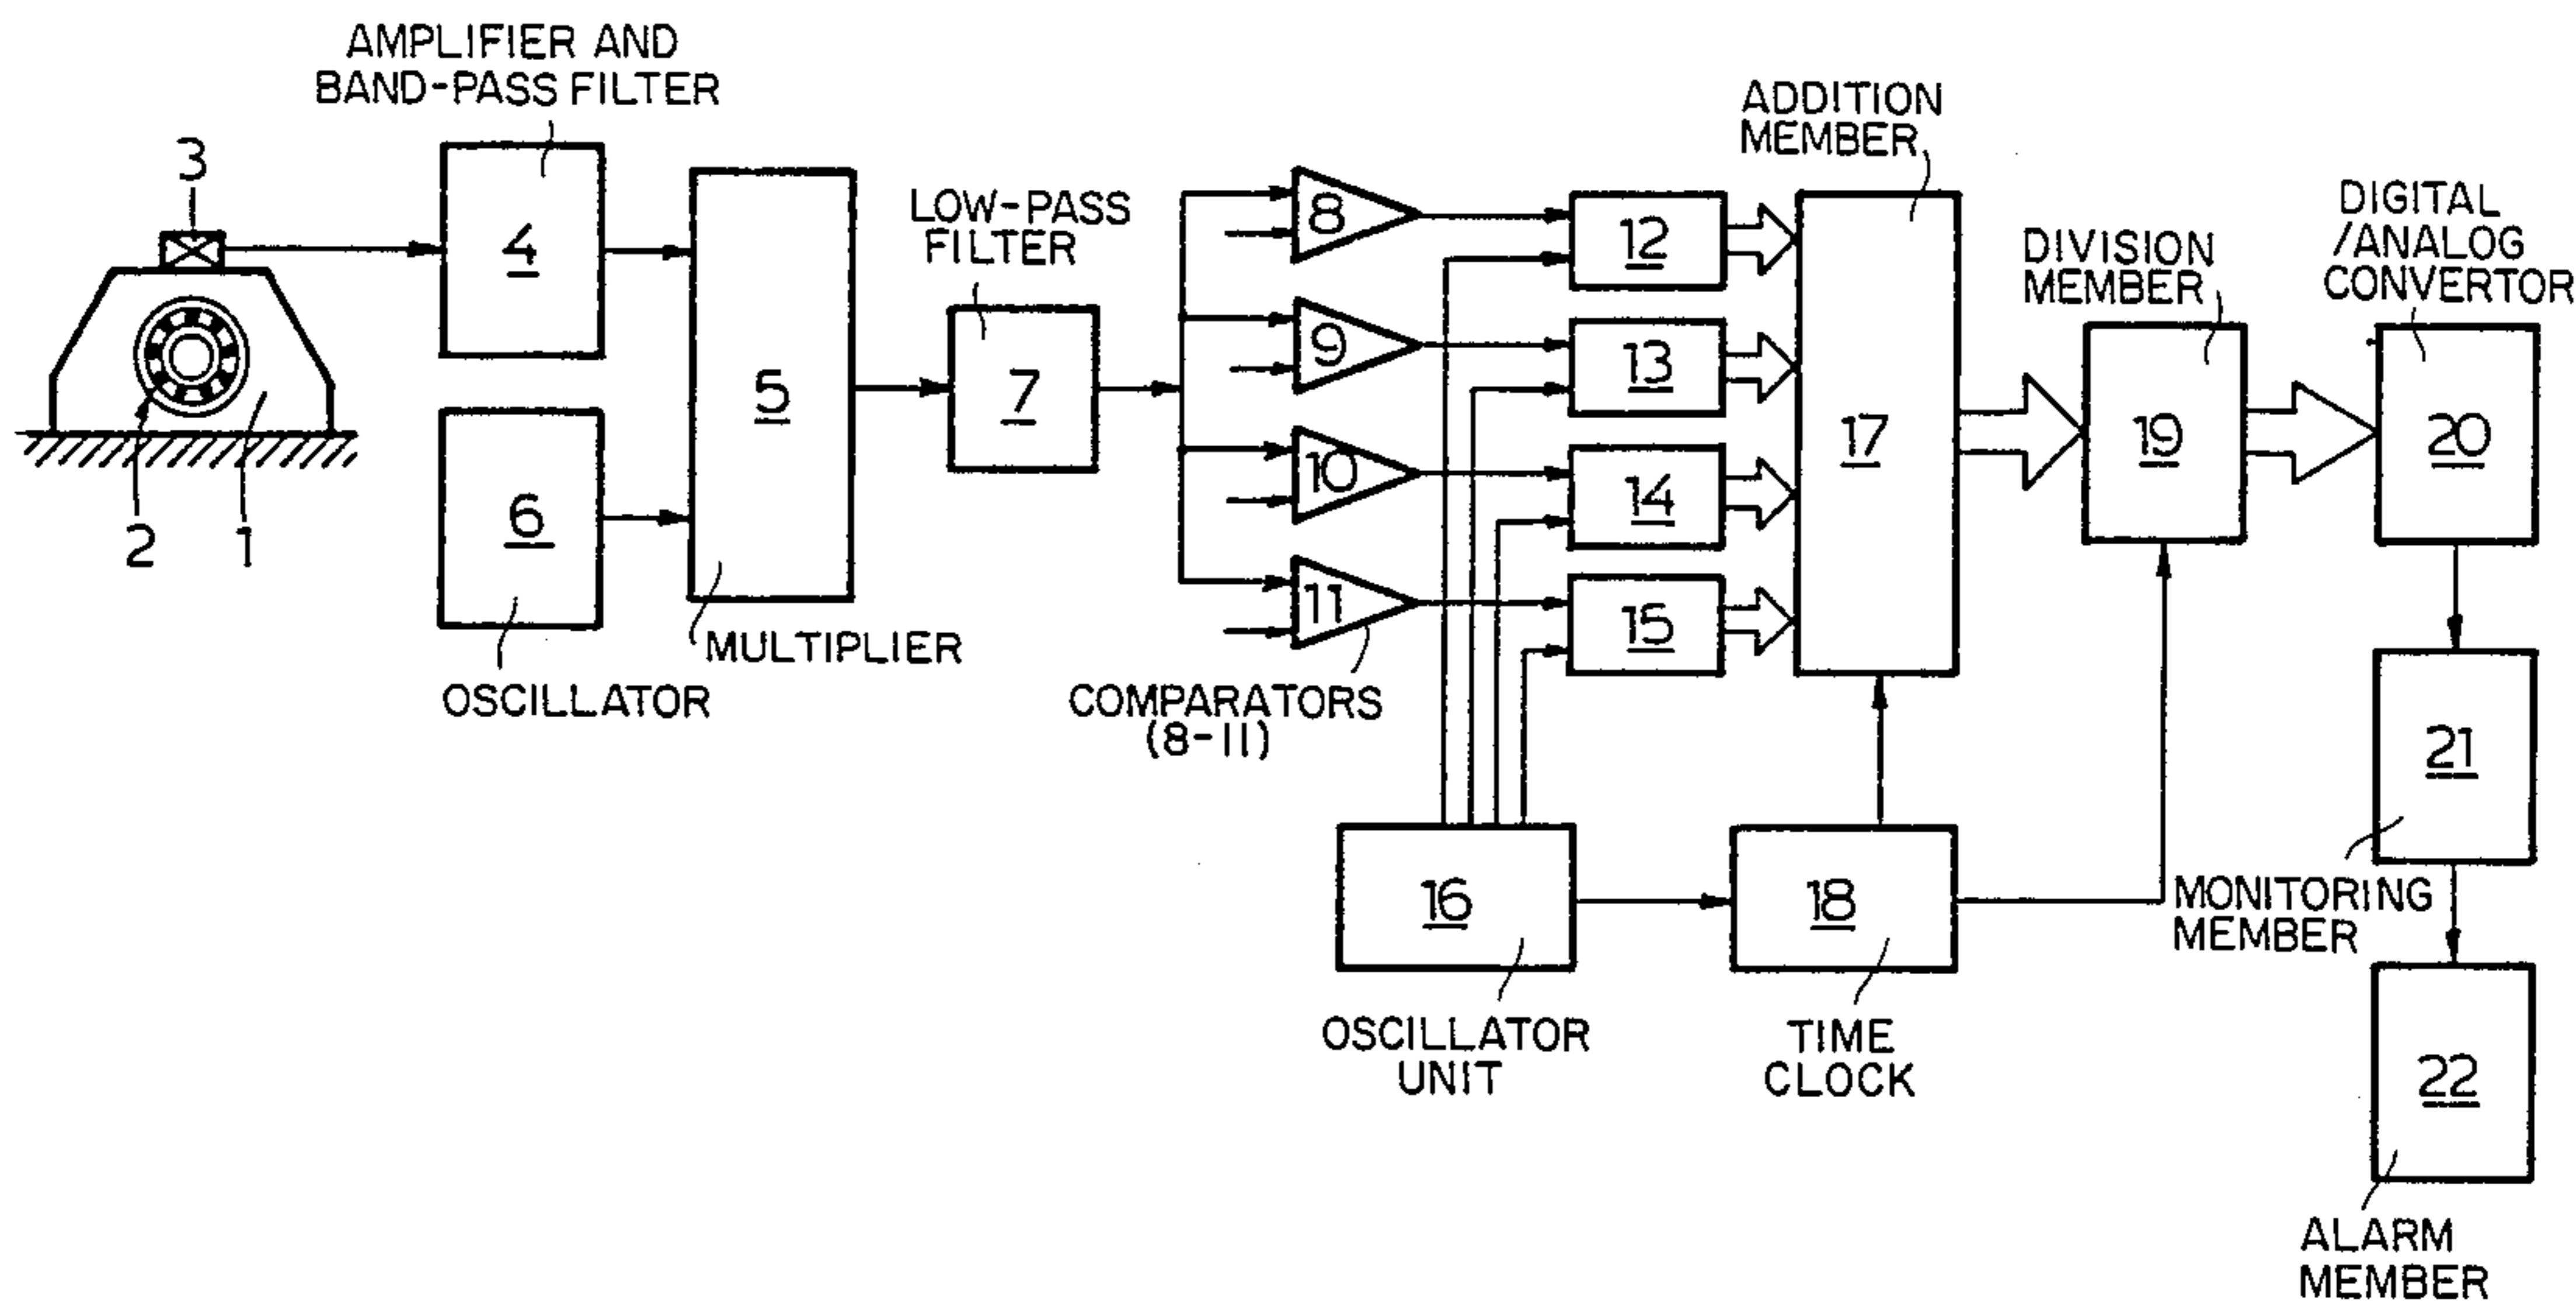 AMPLIFIER AND
BAND-PASS FILTER
3
4
2
1
6
OSCILLATOR
5
MULTIPLIER
LOW-PASS
FILTER
7
8
9
10
11
COMPARATORS
(8-11)
12
13
14
15
ADDITION
MEMBER
17
16
OSCILLATOR
UNIT
18
TIME
CLOCK
DIVISION
MEMBER
19
DIGITAL
/ANALOG
CONVERTOR
20
21
MONITORING
MEMBER
22
ALARM
MEMBER